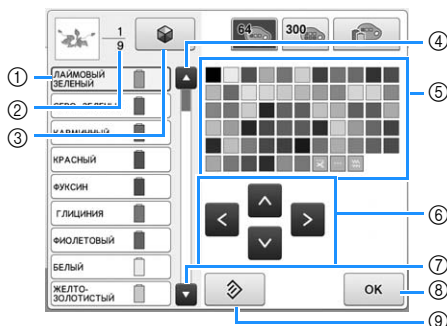 1
9
64
300
ЛАЙМОВЫЙ
ЗЕЛЕНЫЙ
СЕРО-ЗЕЛЕНЫЙ
КАРМИННЫЙ
КРАСНЫЙ
ФУКСИН
ГЛИЦИНИЯ
ФИОЛЕТОВЫЙ
БЕЛЫЙ
ЖЕЛТО-
ЗОЛОТИСТЫЙ
OK
①
②
③
④
⑤
⑥
⑦
⑧
⑨